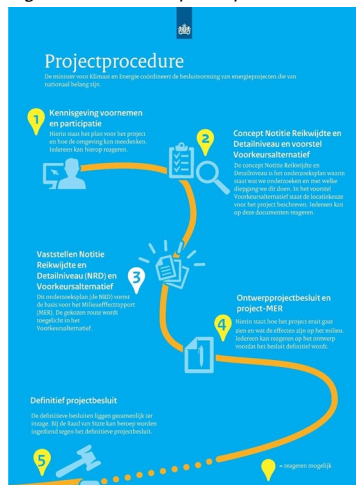 Projectprocedure
De minister voor Klimaat en Energie coördineert de besluitvorming van energieprojecten die van
nationaal belang zijn.
1
Kennisgeving voornemen
en participatie
Hierin staat het plan voor het project
en hoe de omgeving kan meedenken.
Iedereen kan hierop reageren.
2
Concept Notitie Reikwijdte en
Detailniveau en voorstel
Voorkeursalternatief
De concept Notitie Reikwijdte en
Detailniveau is het onderzoeksplan waarin
staat wat we onderzoeken en met welke
diepgang we dit doen. In het voorstel
Voorkeursalternatief staat de locatiekeuze
voor het project beschreven. Iedereen kan
op deze documenten reageren.
Vaststellen Notitie
Reikwijdte en
Detailniveau (NRD) en
Voorkeursalternatief
3
Dit onderzoeksplan (de NRD) vormt
de basis voor het Milieueffectrapport
(MER). De gekozen route wordt
toegelicht in het
Voorkeursalternatief.
Ontwerpprojectbesluit en
project-MER
4
Hierin staat hoe het project eruit gaat
zien en wat de effecten zijn op het milieu.
Iedereen kan reageren op het ontwerp
voordat het besluit definitief wordt.
Definitief projectbesluit
De definitieve besluiten liggen gezamenlijk ter
inzage. Bij de Raad van State kan beroep worden
ingediend tegen het definitieve projectbesluit.
5
= reageren mogelijk